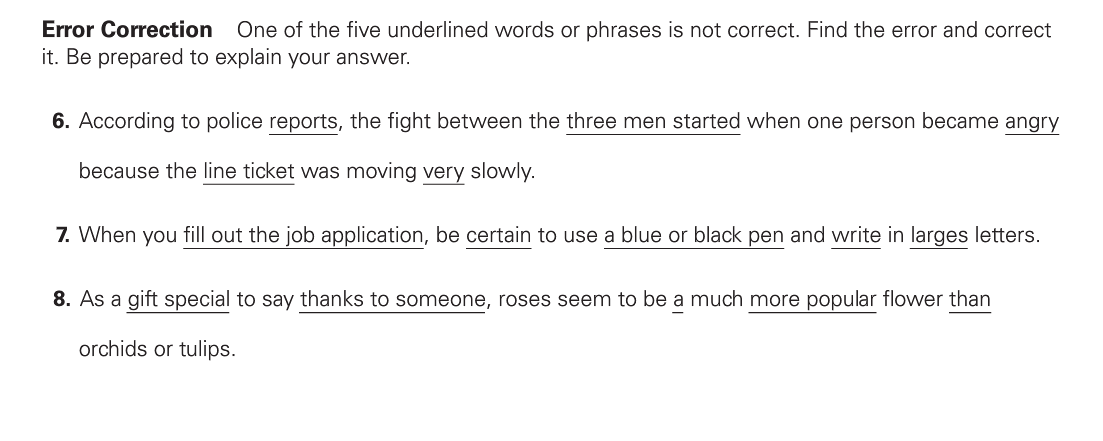 Error Correction One of the five underlined words or phrases is not correct. Find the error and correct
it. Be prepared to explain your answer.
6. According to police reports, the fight between the three men started when one person became angry
because the line ticket was moving very slowly.
7. When you fill out the job application, be certain to use a blue or black pen and write in larges letters.
8. As a gift special to say thanks to someone, roses seem to be a much more popular flower than
orchids or tulips.